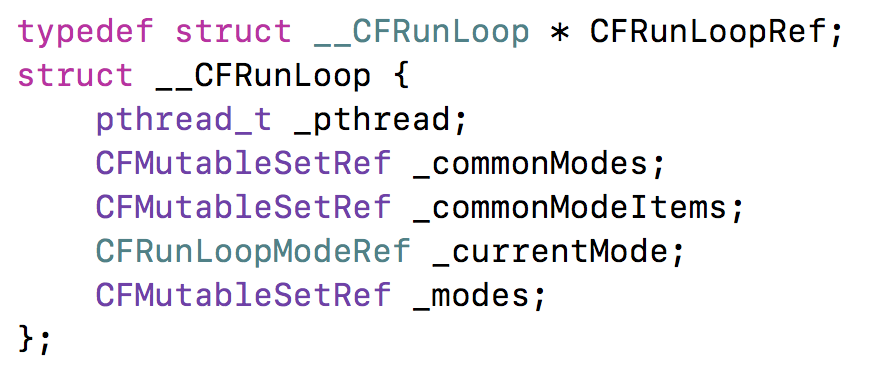 typedef struct __CFRunLoop * CFRunLoopRef;
struct __CFRunLoop {
    pthread_t _pthread;
    CFMutableSetRef _commonModes;
    CFMutableSetRef _commonModeItems;
    CFRunLoopModeRef _currentMode;
    CFMutableSetRef _modes;
};